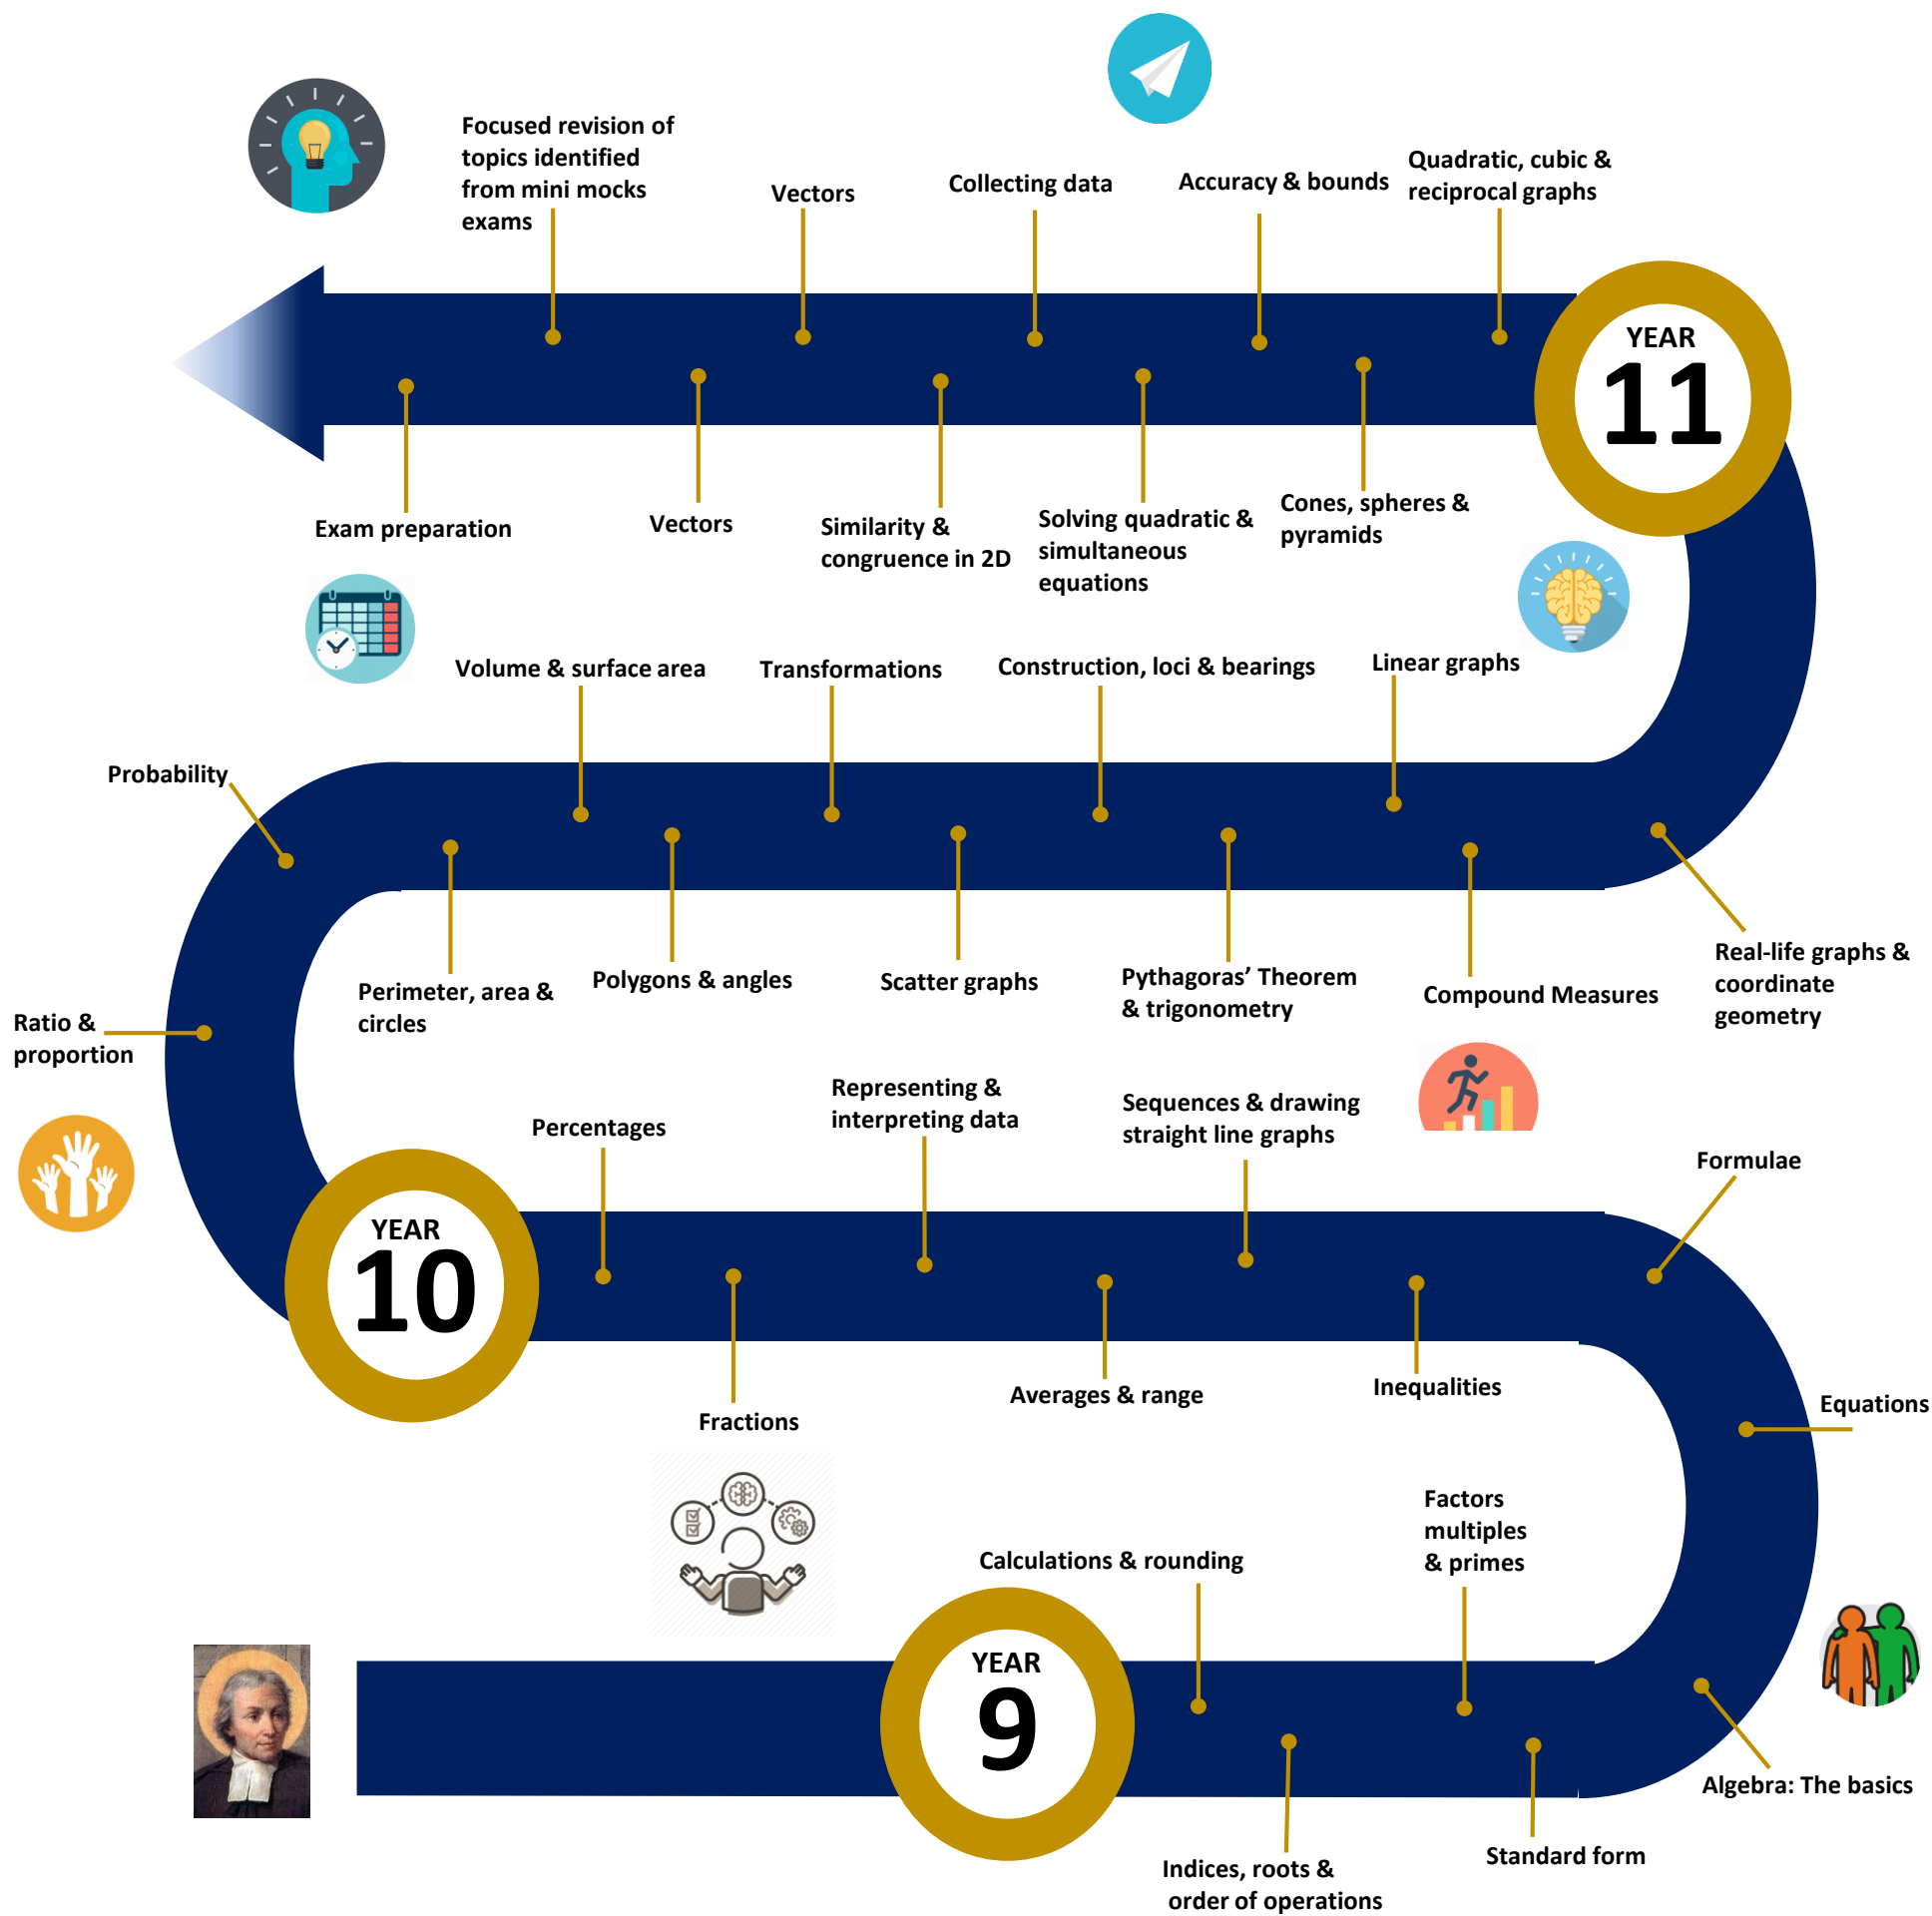 Focused revision of
topics identified
from mini mocks
exams
Vectors
Collecting data
Accuracy & bounds
Quadratic, cubic &
reciprocal graphs
YEAR
11
Exam preparation
Vectors
Similarity &
congruence in 2D
Solving quadratic &
simultaneous
equations
Cones, spheres &
pyramids
Volume & surface area
Transformations
Construction, loci & bearings
Linear graphs
Probability
Perimeter, area &
circles
Polygons & angles
Scatter graphs
Pythagoras’ Theorem
& trigonometry
Compound Measures
Real-life graphs &
coordinate
geometry
Ratio &
proportion
Percentages
Representing &
interpreting data
Sequences & drawing
straight line graphs
Formulae
YEAR
10
Fractions
Averages & range
Inequalities
Equations
Calculations & rounding
Factors
multiples
& primes
YEAR
9
Algebra: The basics
Indices, roots &
order of operations
Standard form